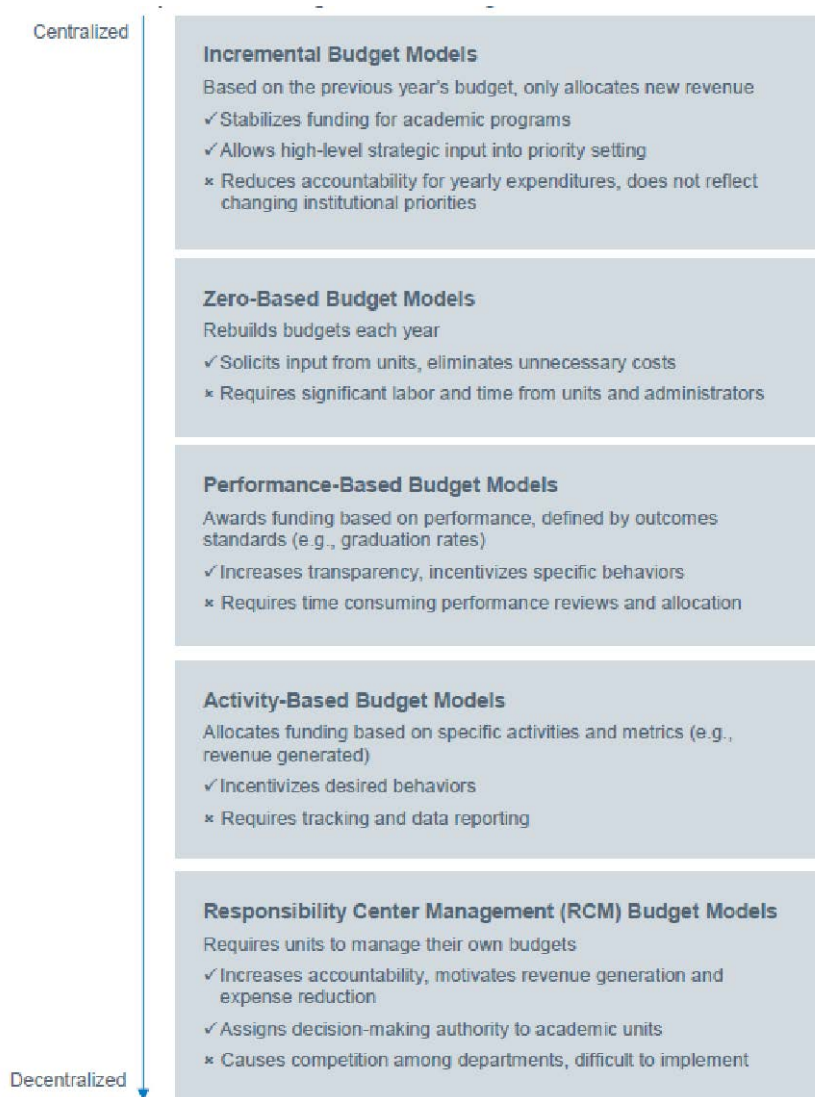 Centralized
Incremental Budget Models
Based on the previous year's budget, only allocates new revenue
✓Stabilizes funding for academic programs
✓Allows high-level strategic input into priority setting
× Reduces accountability for yearly expenditures, does not reflect
changing institutional priorities
Zero-Based Budget Models
Rebuilds budgets each year
✓Solicits input from units, eliminates unnecessary costs
× Requires significant labor and time from units and administrators
Performance-Based Budget Models
Awards funding based on performance, defined by outcomes
standards (e.g., graduation rates)
✓Increases transparency, incentivizes specific behaviors
× Requires time consuming performance reviews and allocation
Activity-Based Budget Models
Allocates funding based on specific activities and metrics (e.g.,
revenue generated)
✓Incentivizes desired behaviors
× Requires tracking and data reporting
Responsibility Center Management (RCM) Budget Models
Requires units to manage their own budgets
✓Increases accountability, motivates revenue generation and
expense reduction
✓Assigns decision-making authority to academic units
× Causes competition among departments, difficult to implement
Decentralized